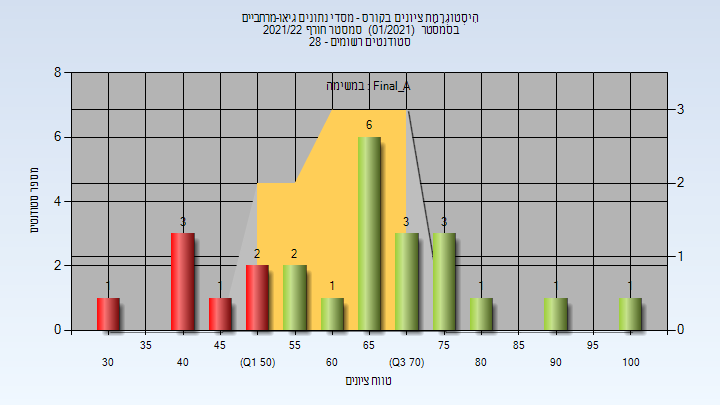 היסטוגרמת ציונים בקורס - מסדי נתונים גיאו-מרחביים
בסמסטר (01/2021) סמסטר חורף 2021/22
סטודנטים רשומים - 28
במשימה : Final_A
מספר סטודנטים
8
6
4
2
0
3
2
1
0
1
3
1
2
2
1
6
3
3
1
1
1
35 45 55 65 75 85 95
30 40 (Q1 50) 60 (Q3 70) 80 90 100
טווח ציונים